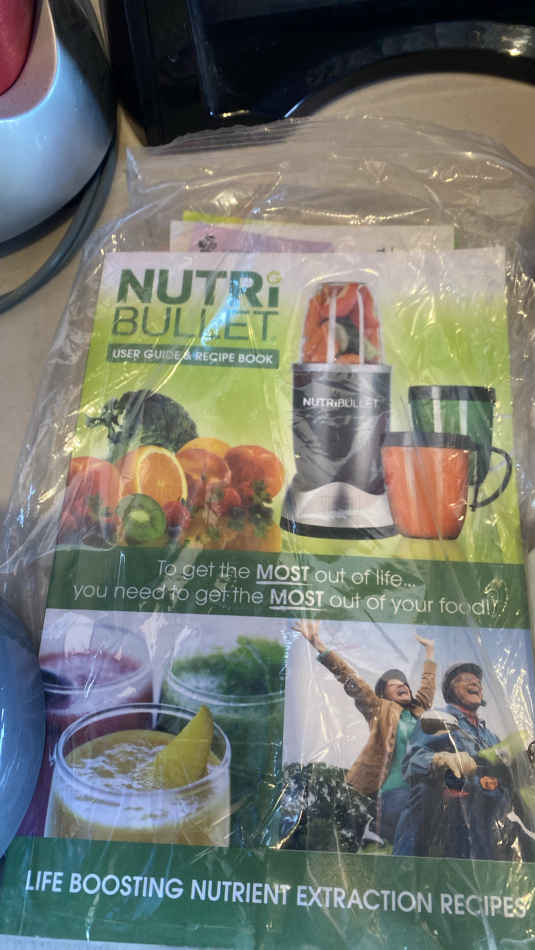 NUTRi
BULLET
USER GUIDE & RECIPE BOOK
NUTRiBULLET
To get the MOST out of life...
you need to get the MOST out of your food!
LIFE BOOSTING NUTRIENT EXTRACTION RECIPES